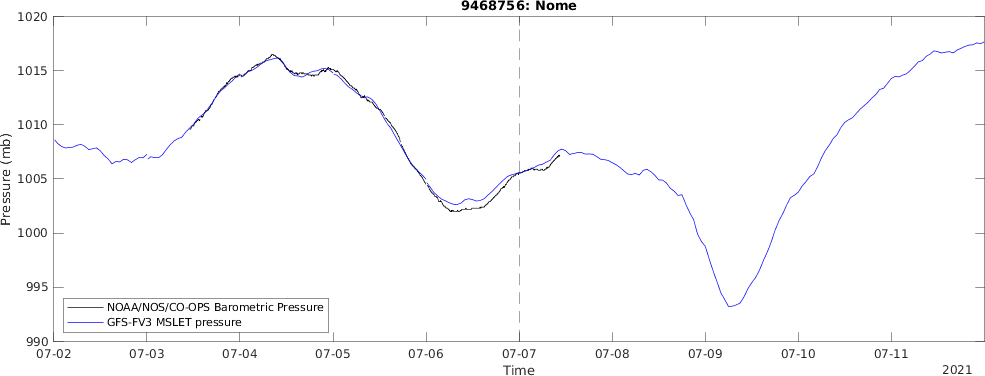 9468756: Nome
1020
1015
1010
1005
1000
995
990
Pressure (mb)
NOAA/NOS/CO-OPS Barometric Pressure
GFS-FV3 MSLET pressure
07-02 07-03 07-04 07-05 07-06 07-07 07-08 07-09 07-10 07-11
Time
2021